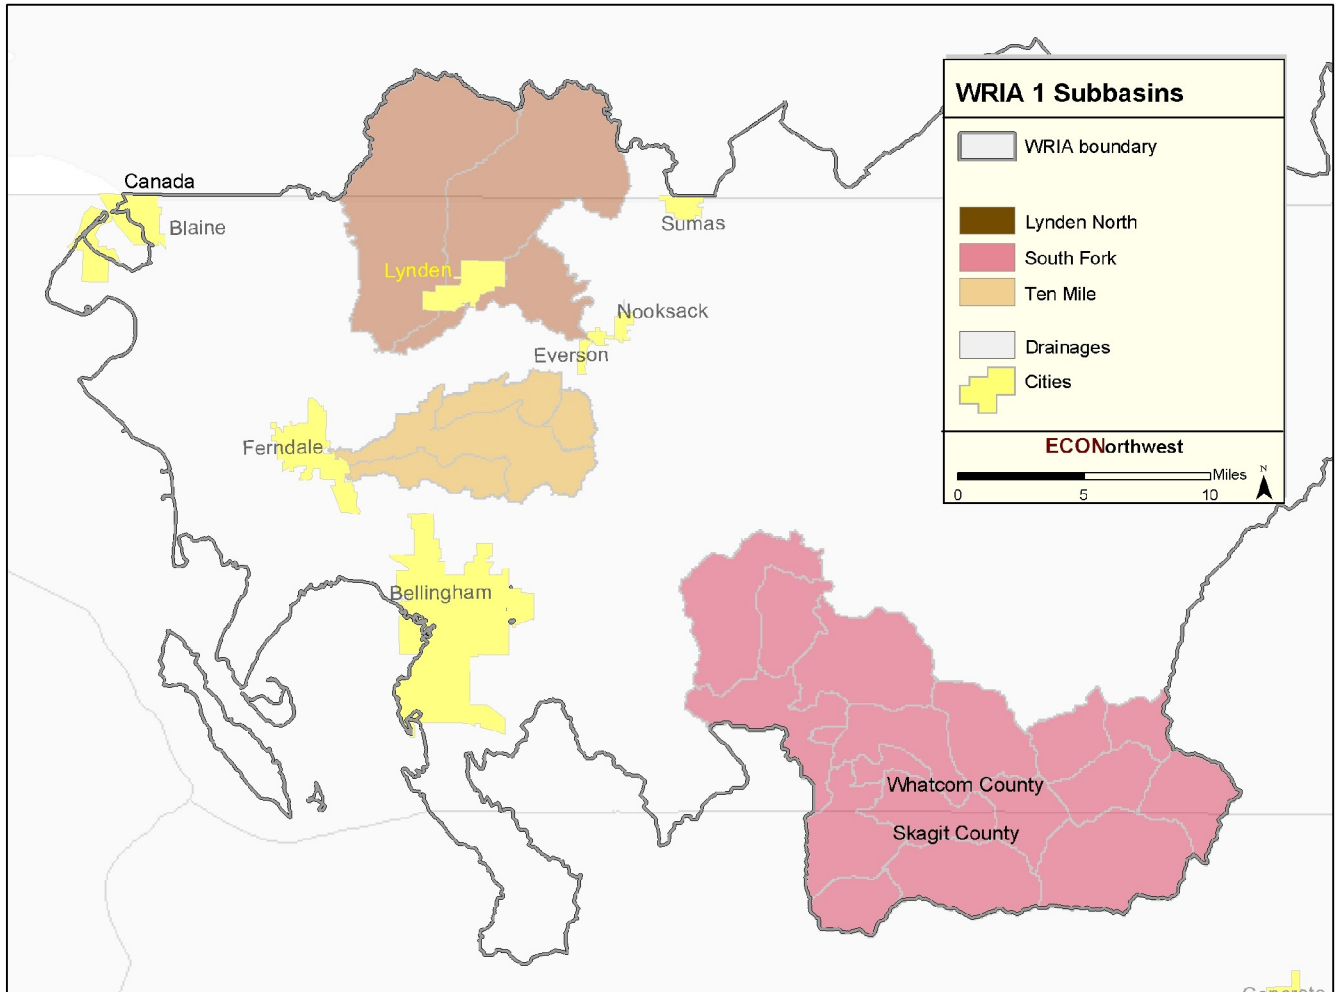 WRIA 1 Subbasins
WRIA boundary
Canada
Blaine
Sumas
Lynden North
South Fork
Lynden
Ten Mile
Nooksack
Drainages
Everson
Cities
Ferndale
ECONorthwest
Miles
N
0 5 10
Bellingham
Whatcom County
Skagit County